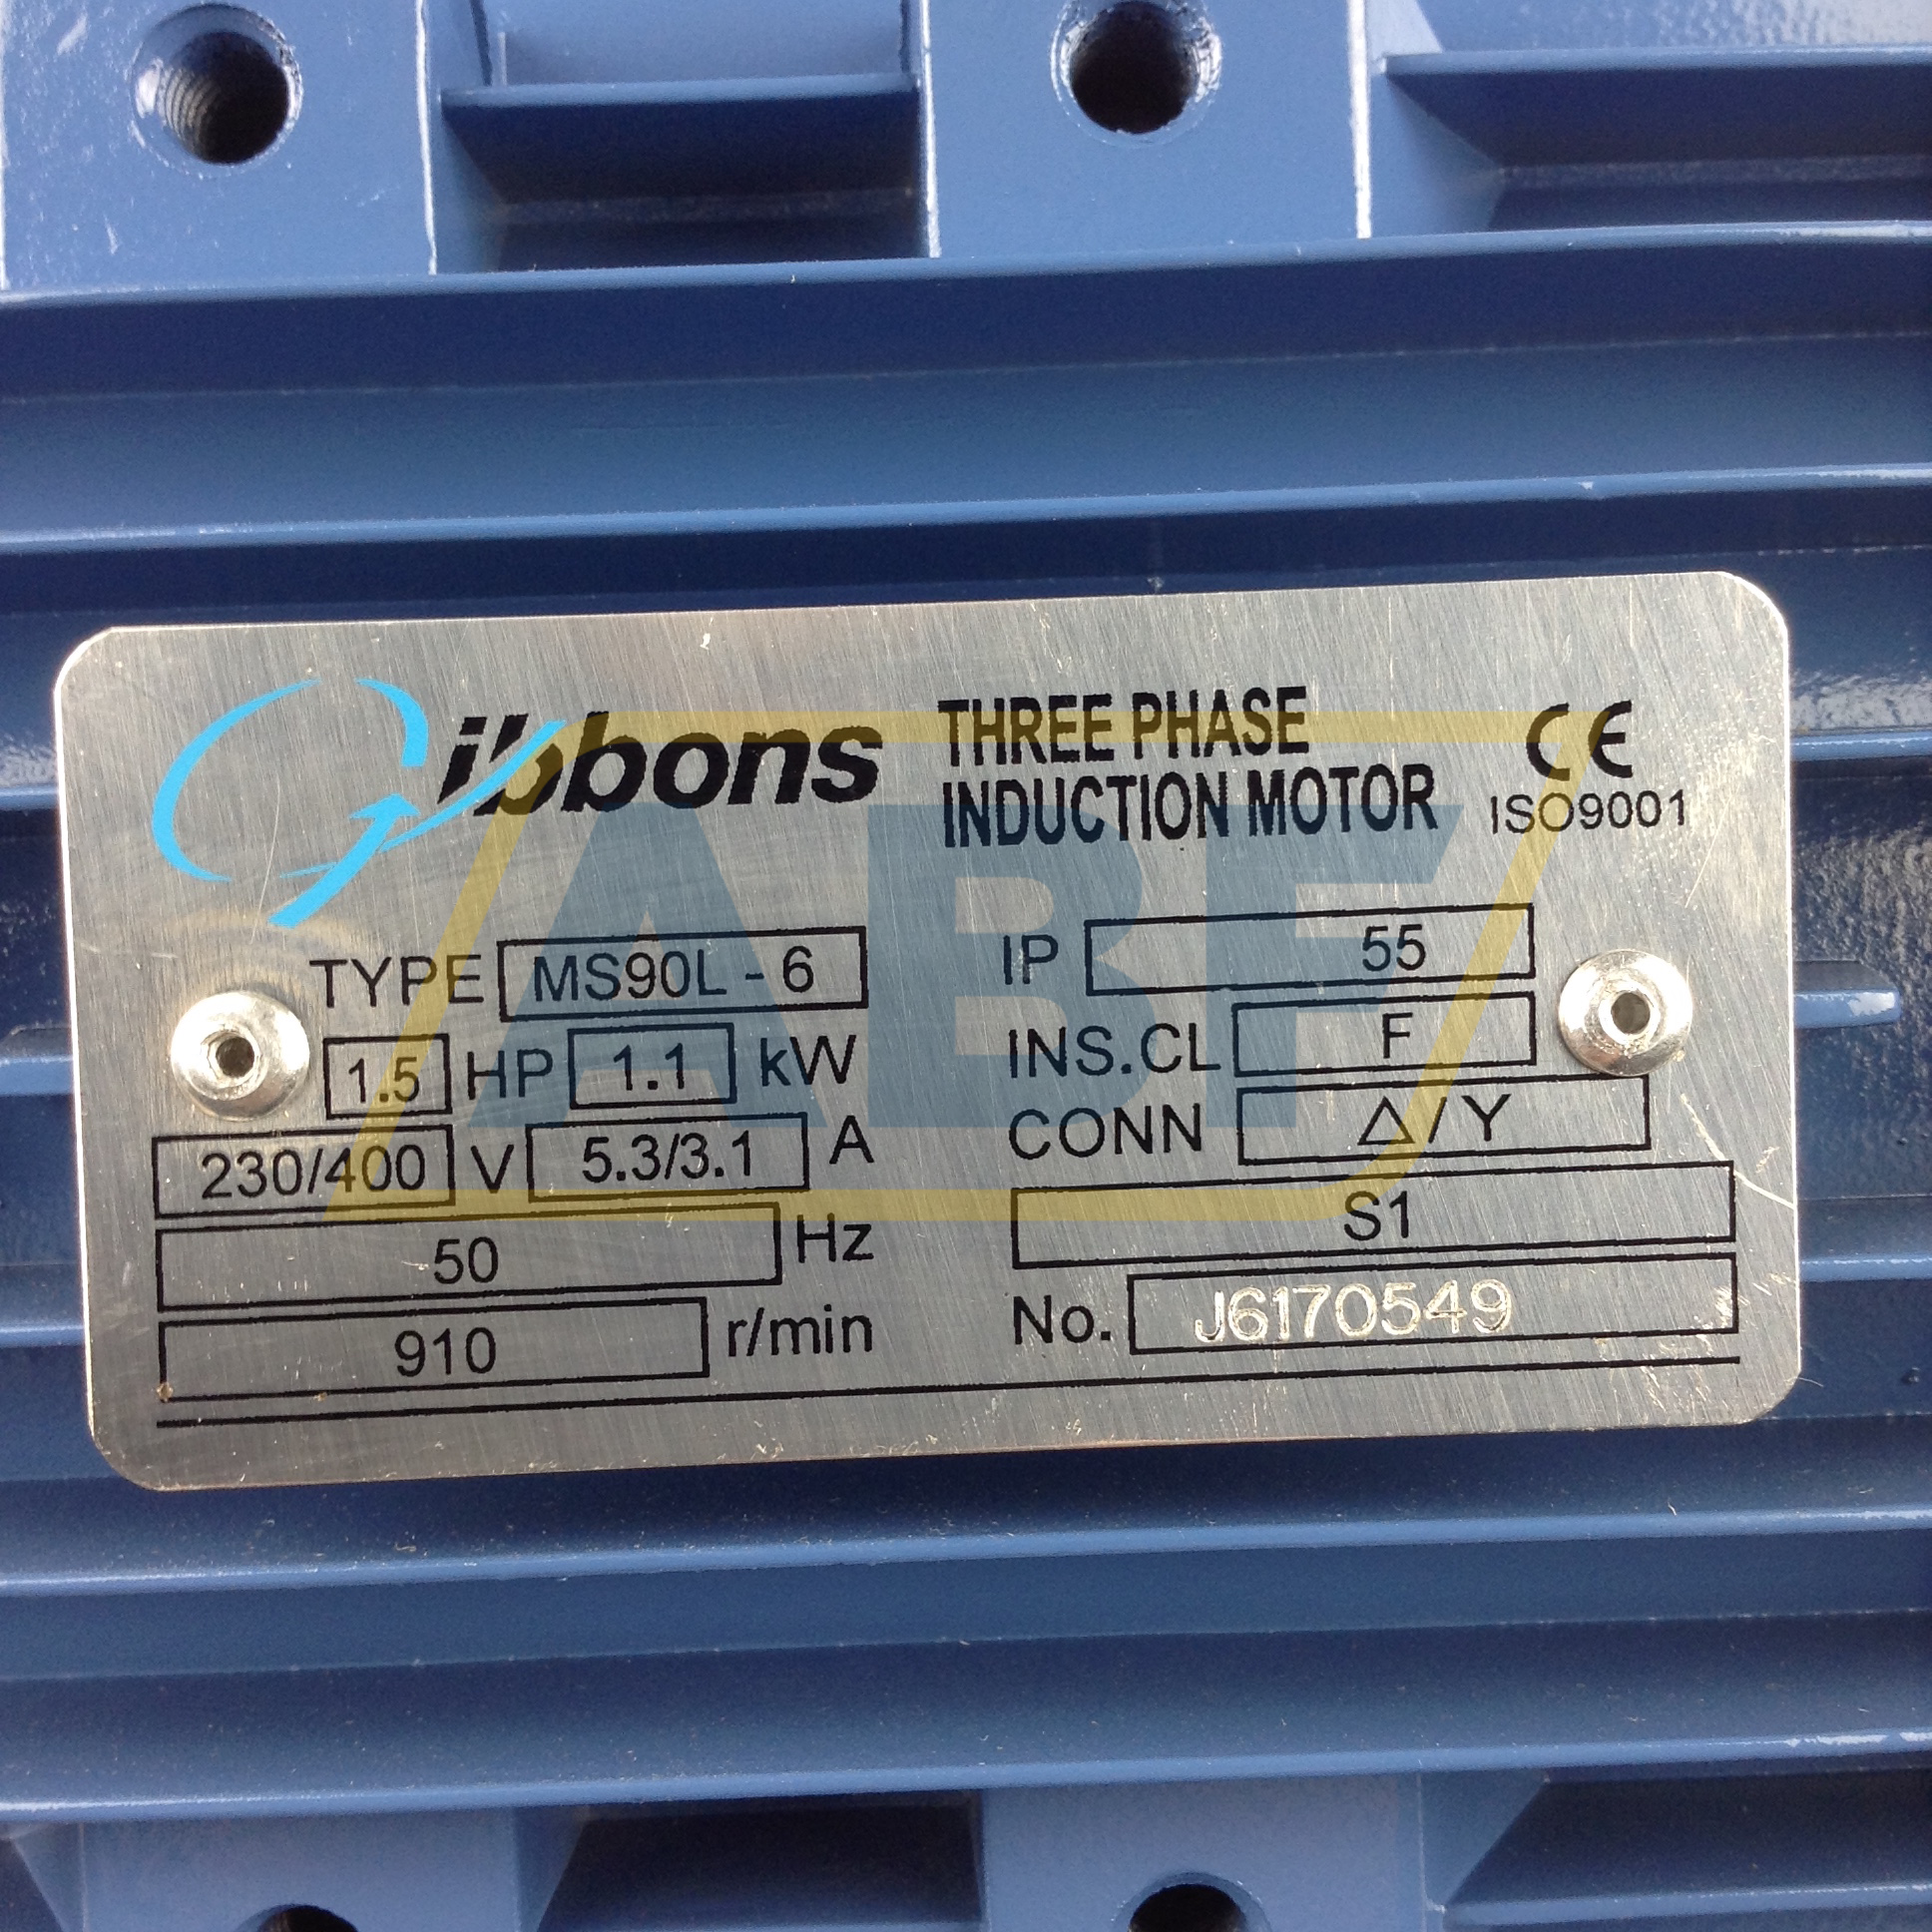 Gibbons
THREE PHASE
INDUCTION MOTOR
CE
ISO9001
TYPE MS90L - 6
1.5 HP 1.1 kW
230/400 V 5.3/3.1 A
50 Hz
910 r/min
IP 55
INS.CL F
CONN △/Y
S1
No. J6170549
ABF